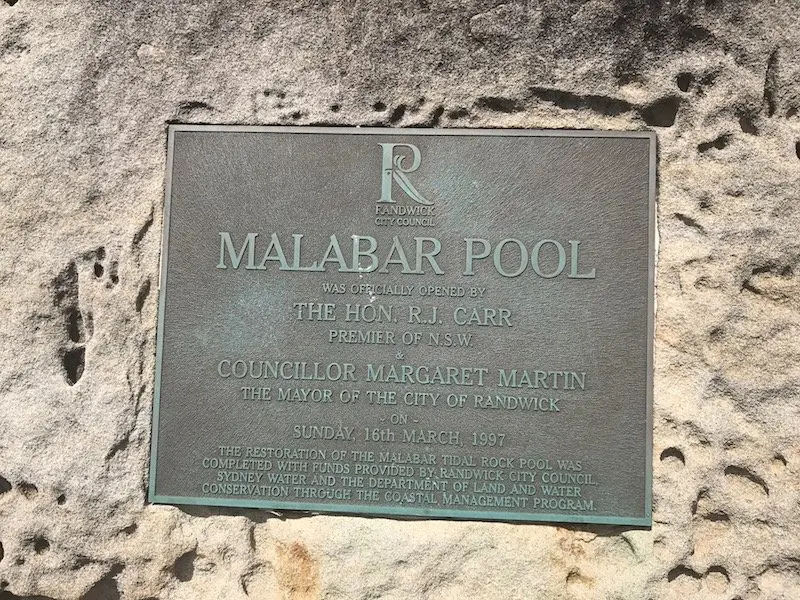 R
RANDWICK
CITY COUNCIL
MALABAR POOL
WAS OFFICIALLY OPENED BY
THE HON. R.J. CARR
PREMIER OF N.S.W.
&
COUNCILLOR MARGARET MARTIN
THE MAYOR OF THE CITY OF RANDWICK
- ON -
SUNDAY, 16th MARCH, 1997
THE RESTORATION OF THE MALABAR TIDAL ROCK POOL WAS
COMPLETED WITH FUNDS PROVIDED BY RANDWICK CITY COUNCIL,
SYDNEY WATER AND THE DEPARTMENT OF LAND AND WATER
CONSERVATION THROUGH THE COASTAL MANAGEMENT PROGRAM.